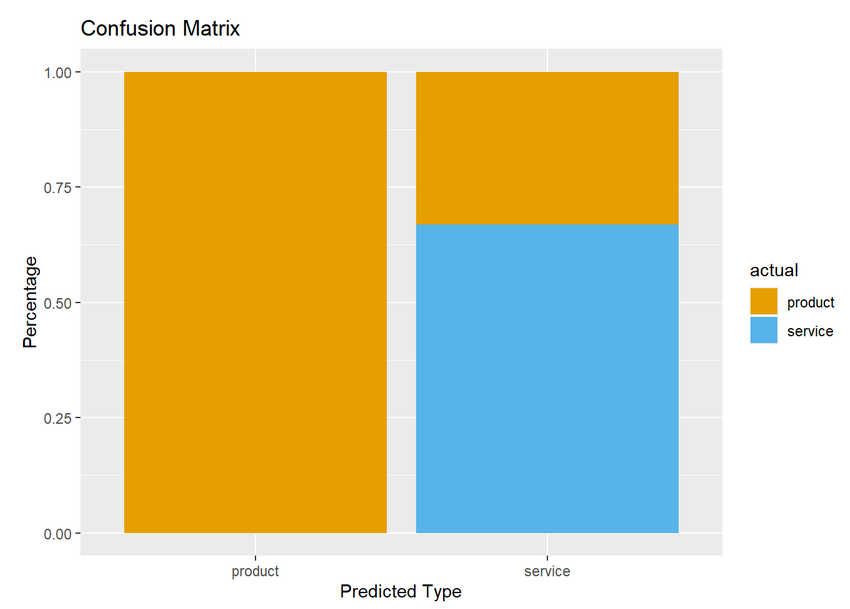 Confusion Matrix
Percentage
1.00
0.75
0.50
0.25
0.00
product
service
Predicted Type
actual
product
service